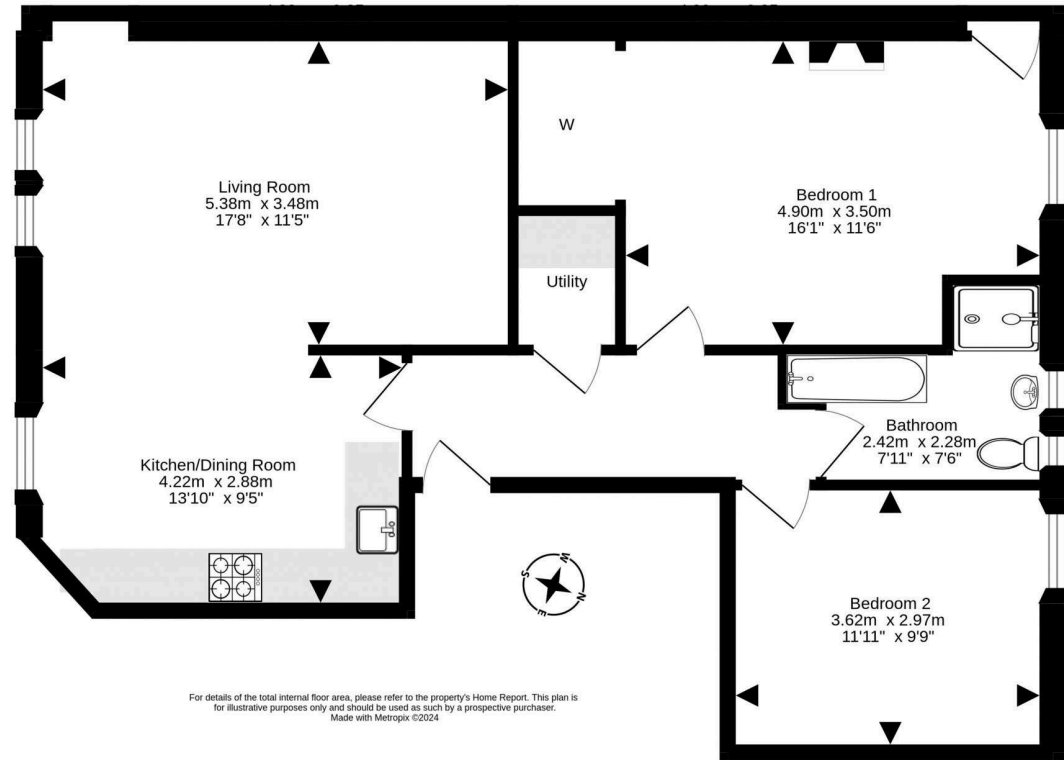 Living Room
5.38m x 3.48m
17'8" x 11'5"
W
Bedroom 1
4.90m x 3.50m
16'1" x 11'6"
Utility
Kitchen/Dining Room
4.22m x 2.88m
13'10" x 9'5"
Bathroom
2.42m x 2.28m
7'11" x 7'6"
Bedroom 2
3.62m x 2.97m
11'11" x 9'9"
W
N
E
S
For details of the total internal floor area, please refer to the property's Home Report. This plan is
for illustrative purposes only and should be used as such by a prospective purchaser.
Made with Metropix ©2024